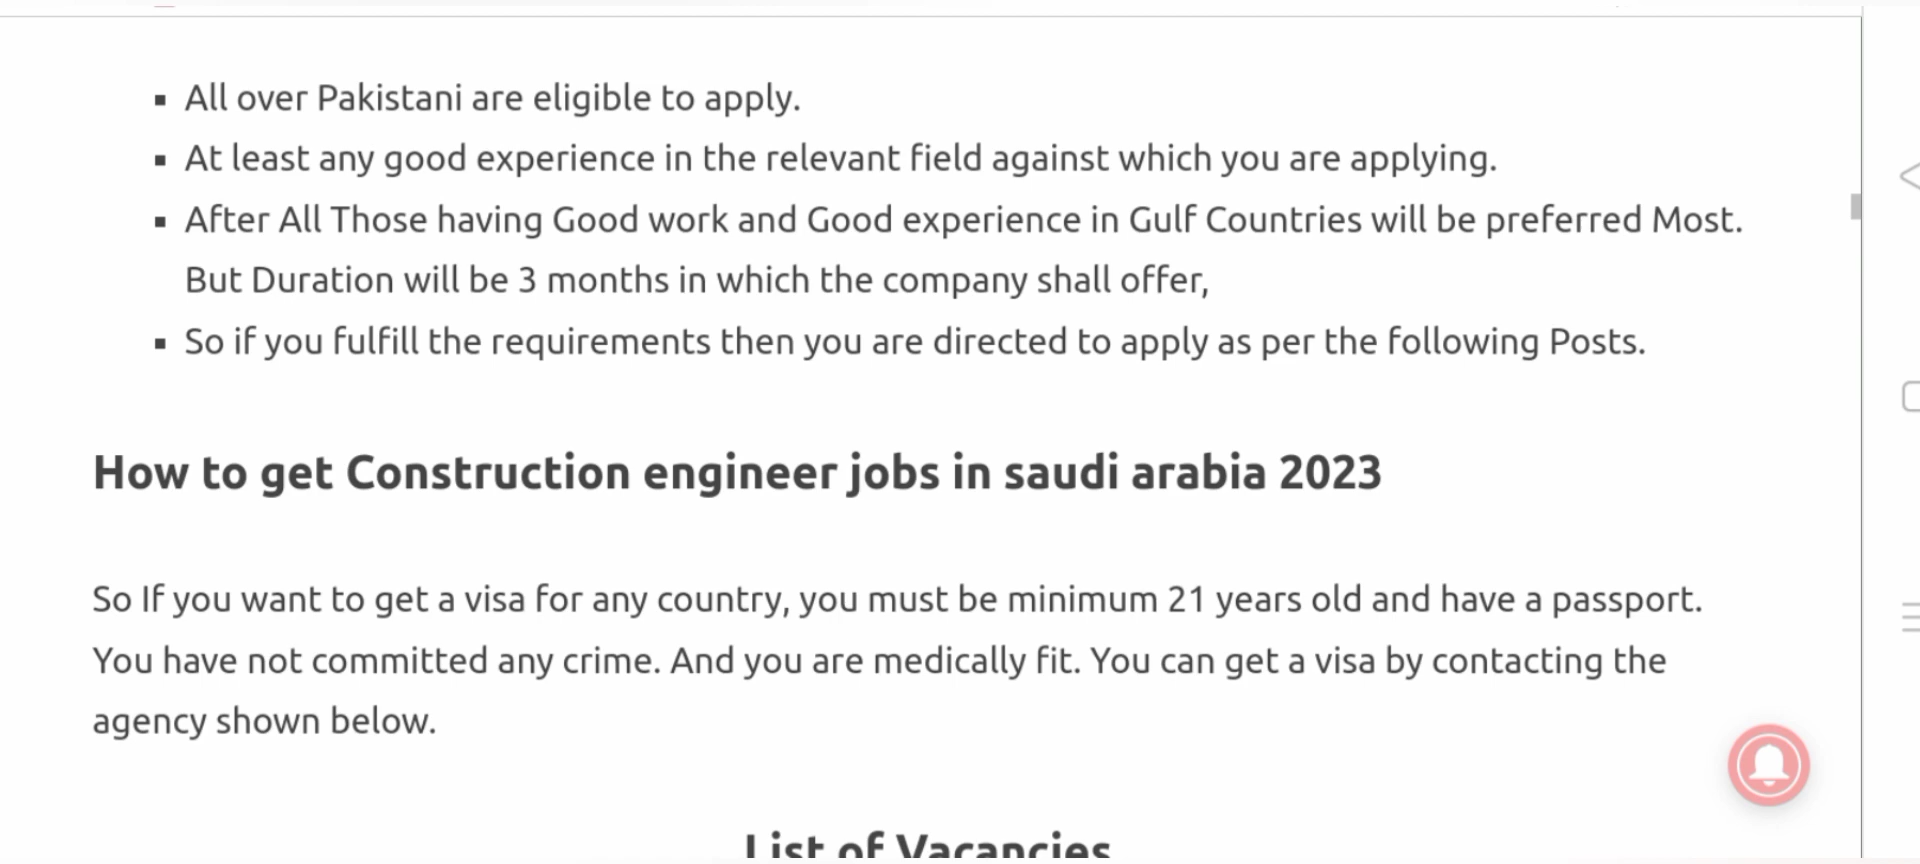 All over Pakistani are eligible to apply.
At least any good experience in the relevant field against which you are applying.
After All Those having Good work and Good experience in Gulf Countries will be preferred Most.
But Duration will be 3 months in which the company shall offer,
So if you fulfill the requirements then you are directed to apply as per the following Posts.
How to get Construction engineer jobs in saudi arabia 2023
So If you want to get a visa for any country, you must be minimum 21 years old and have a passport.
You have not committed any crime. And you are medically fit. You can get a visa by contacting the
agency shown below.
List of Vacancies